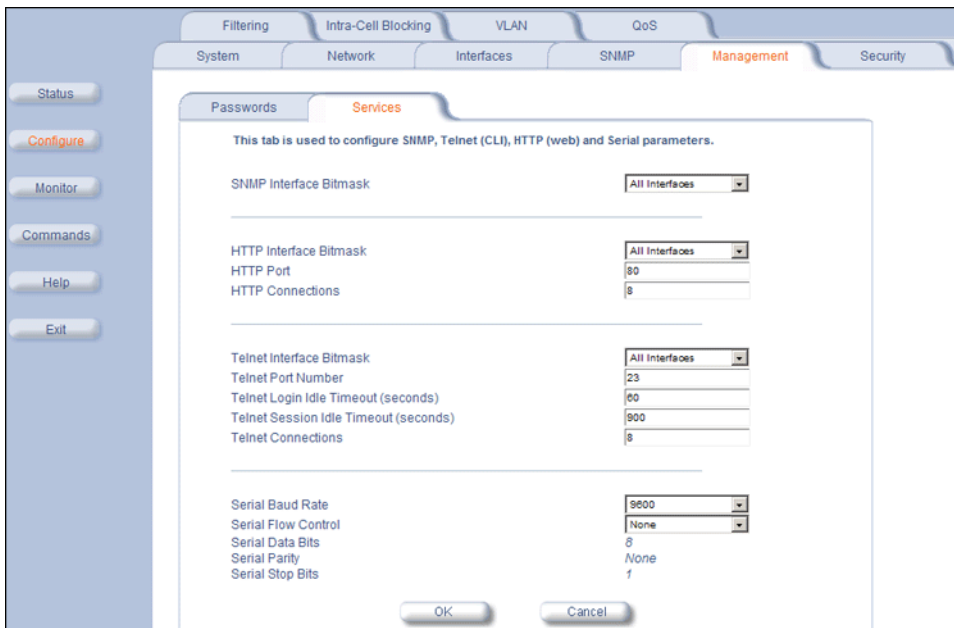 Filtering Intra-Cell Blocking VLAN QoS
System Network Interfaces SNMP Management Security
Status
Configure
Monitor
Commands
Help
Exit
Passwords Services
This tab is used to configure SNMP, Telnet (CLI), HTTP (web) and Serial parameters.
SNMP Interface Bitmask All Interfaces
HTTP Interface Bitmask All Interfaces
HTTP Port 80
HTTP Connections 8
Telnet Interface Bitmask All Interfaces
Telnet Port Number 23
Telnet Login Idle Timeout (seconds) 60
Telnet Session Idle Timeout (seconds) 900
Telnet Connections 8
Serial Baud Rate 9600
Serial Flow Control None
Serial Data Bits 8
Serial Parity None
Serial Stop Bits 1
OK Cancel